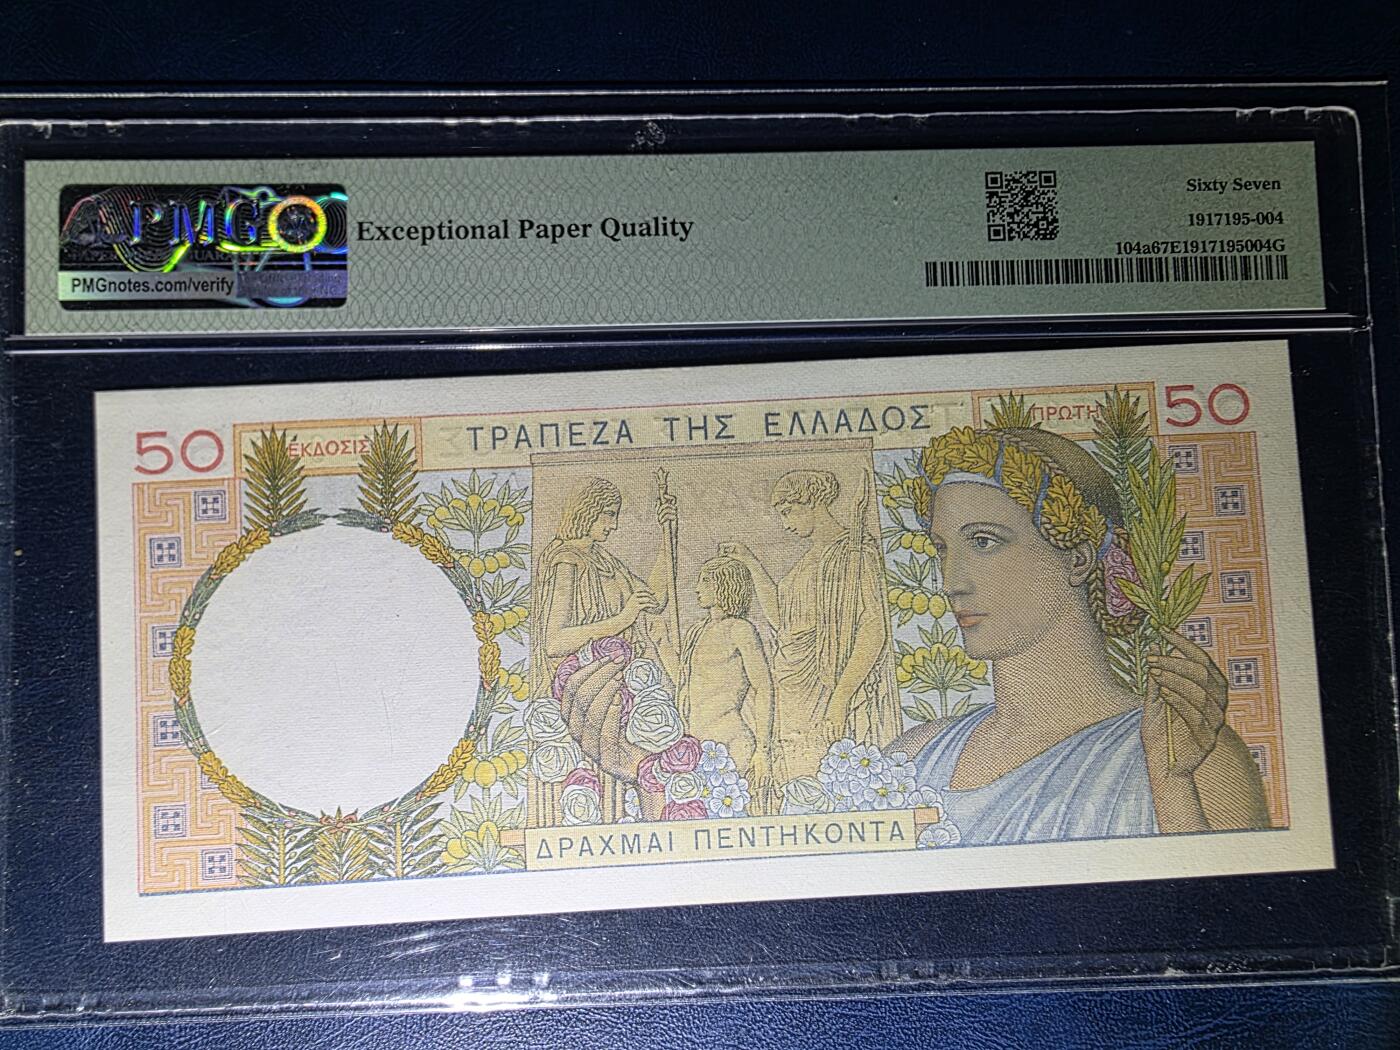 PMG
PMGnotes.com/verify
Exceptional Paper Quality
Sixty Seven
1917195-004
104a67E1917195004G
50
ΕΚΔΟΣΙΣ
ΤΡΑΠΕΖΑ ΤΗΣ ΕΛΛΑΔΟΣ
ΠΡΩΤΗ
50
ΔΡΑΧΜΑΙ ΠΕΝΤΗΚΟΝΤΑ